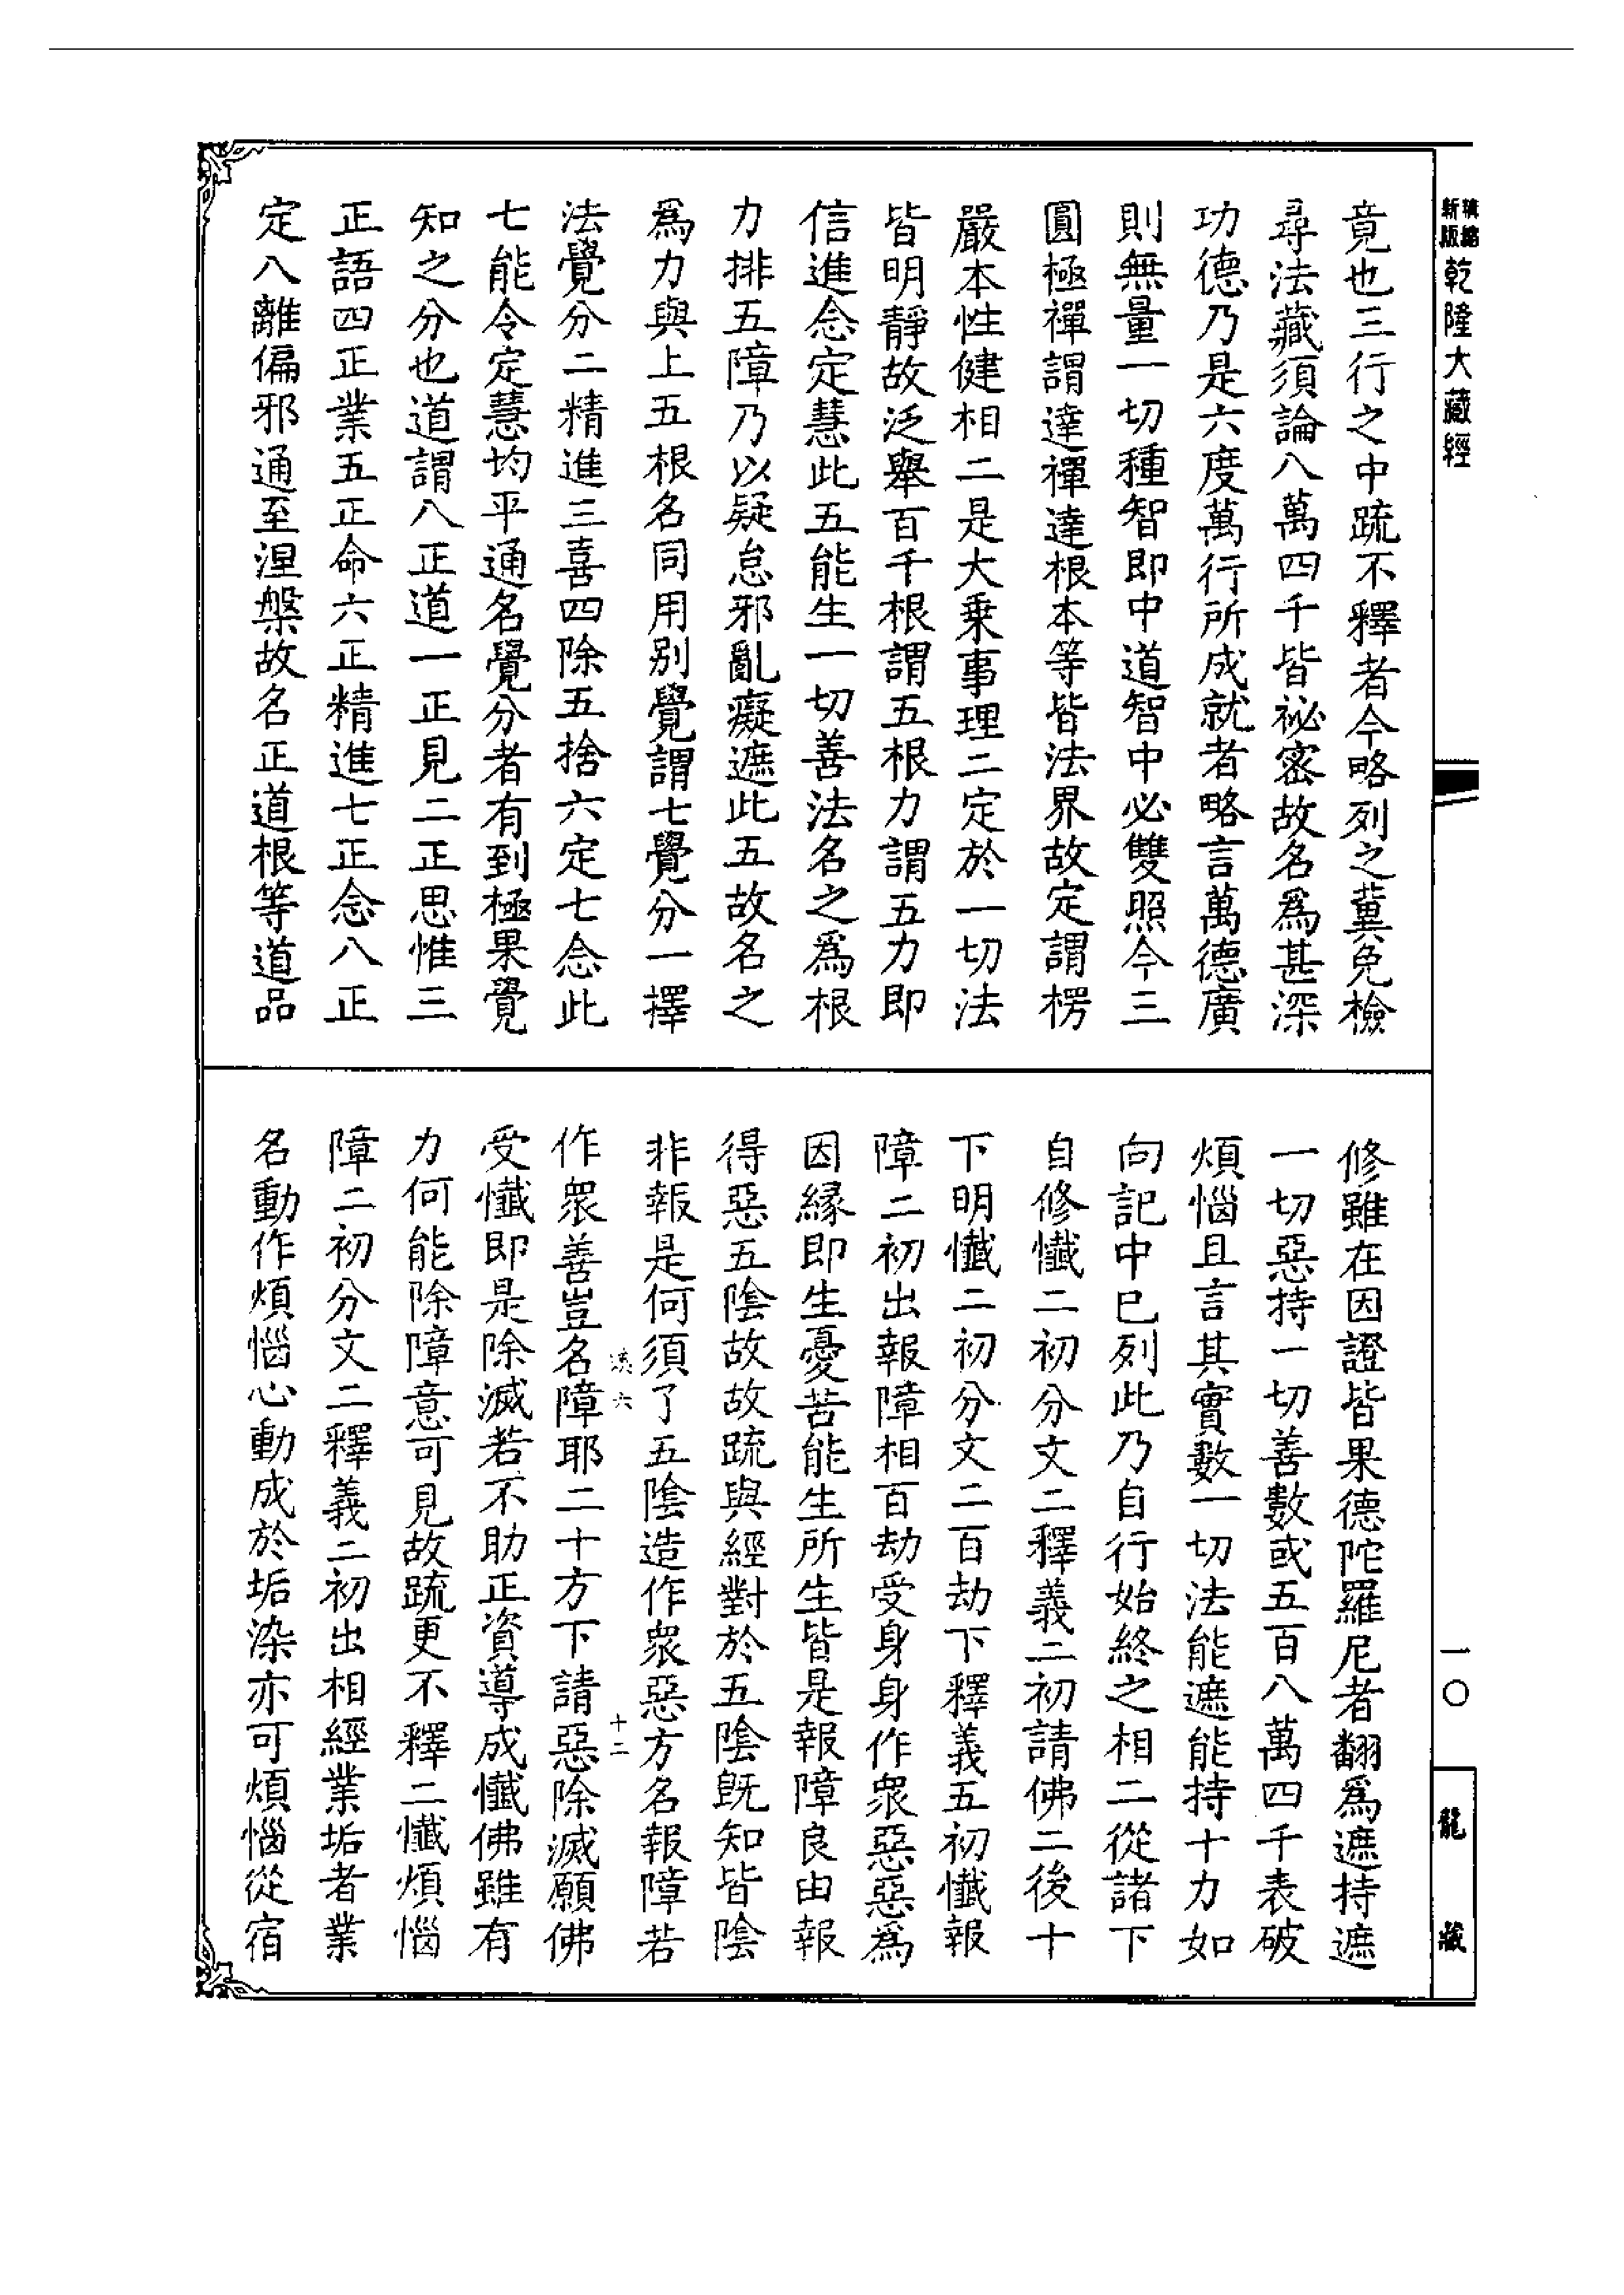 精縮
新版
乾隆大藏經
竟也三行之中䟽不釋者今略列之冀免檢
尋法藏須論八萬四千皆祕密故名爲甚深
功德乃是六度萬行所成就者略言萬德廣
則無量一切種智即中道智中必雙照今三
圓極禪謂達禪達根本等皆法界故定謂楞
嚴本性健相二是大乗事理二定於一切法
皆明靜故泛舉百千根謂五根力謂五力即
信進念定慧此五能生一切善法名之爲根
力排五障乃以疑怠邪亂癡遮此五故名之
爲力與上五根名同用别覺謂七覺分一擇
法覺分二精進三喜四除五捨六定七念此
七能令定慧均平通名覺分者有到極果覺
知之分也道謂八正道一正見二正思惟三
正語四正業五正命六正精進七正念八正
定八離偏邪通至涅槃故名正道根等道品
修雖在因證皆果德陀羅尼者翻爲遮持遮
一切惡持一切善數或五百八萬四千表破
煩惱且言其實數一切法能遮能持十力如
向記中巳列此乃自行始終之相二從諸下
自修懺二初分文二釋義二初請佛二後十
下明懺二初分文二百劫下釋義五初懺報
障二初出報障相百劫受身身作衆惡惡爲
因緣即生憂苦能生所生皆是報障良由報
得惡五陰故故䟽與經對於五陰旣知皆陰
非報是何須了五陰造作衆惡方名報障若
作衆善豈名障耶二十方下請惡除滅願佛
受懺即是除滅若不助正資導成懺佛雖有
力何能除障意可見故䟽更不釋二懺煩惱
障二初分文二釋義二初出相經業垢者業
名動作煩惱心動成於垢染亦可煩惱從宿
六
十二
一〇
龍藏